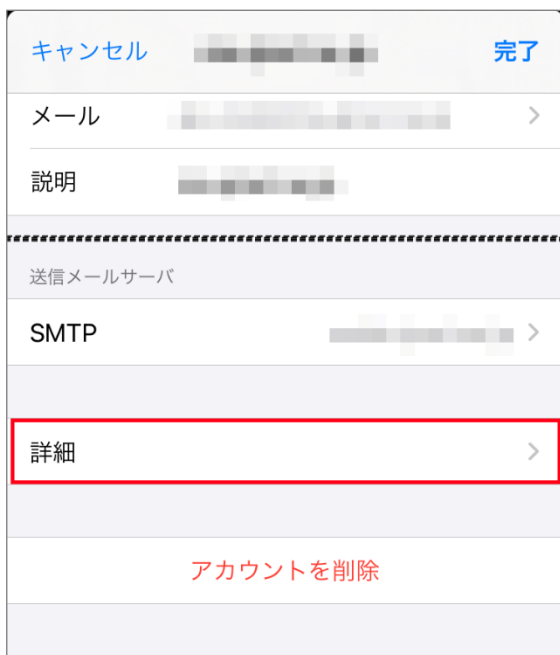 キャンセル 完了
メール
説明
送信メールサーバ
SMTP
詳細
アカウントを削除